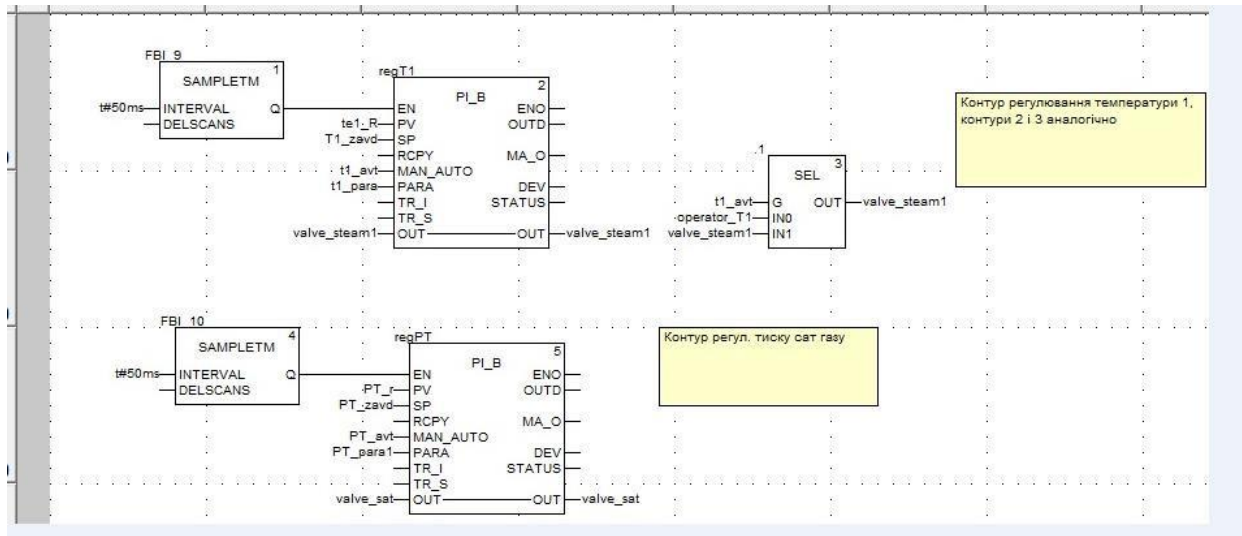 FBI_9
SAMPLETM
1
t#50ms
INTERVAL
Q
DELSCANS
regT1
PI_B
2
EN
ENO
te1_R
PV
OUTD
T1_zavd
SP
RCPY
MA_O
t1_avt
MAN_AUTO
t1_para
PARA
DEV
TR_I
STATUS
TR_S
valve_steam1
OUT
OUT
valve_steam1
.1
SEL
3
t1_avt
G
OUT
valve_steam1
operator_T1
IN0
valve_steam1
IN1
Контур регулювання температури 1,
контури 2 і 3 аналогічно
FBI_10
SAMPLETM
4
t#50ms
INTERVAL
Q
DELSCANS
regPT
PI_B
5
EN
ENO
PT_r
PV
OUTD
PT_zavd
SP
RCPY
MA_O
PT_avt
MAN_AUTO
PT_para1
PARA
DEV
TR_I
STATUS
TR_S
valve_sat
OUT
OUT
valve_sat
Контур регул. тиску сат газу